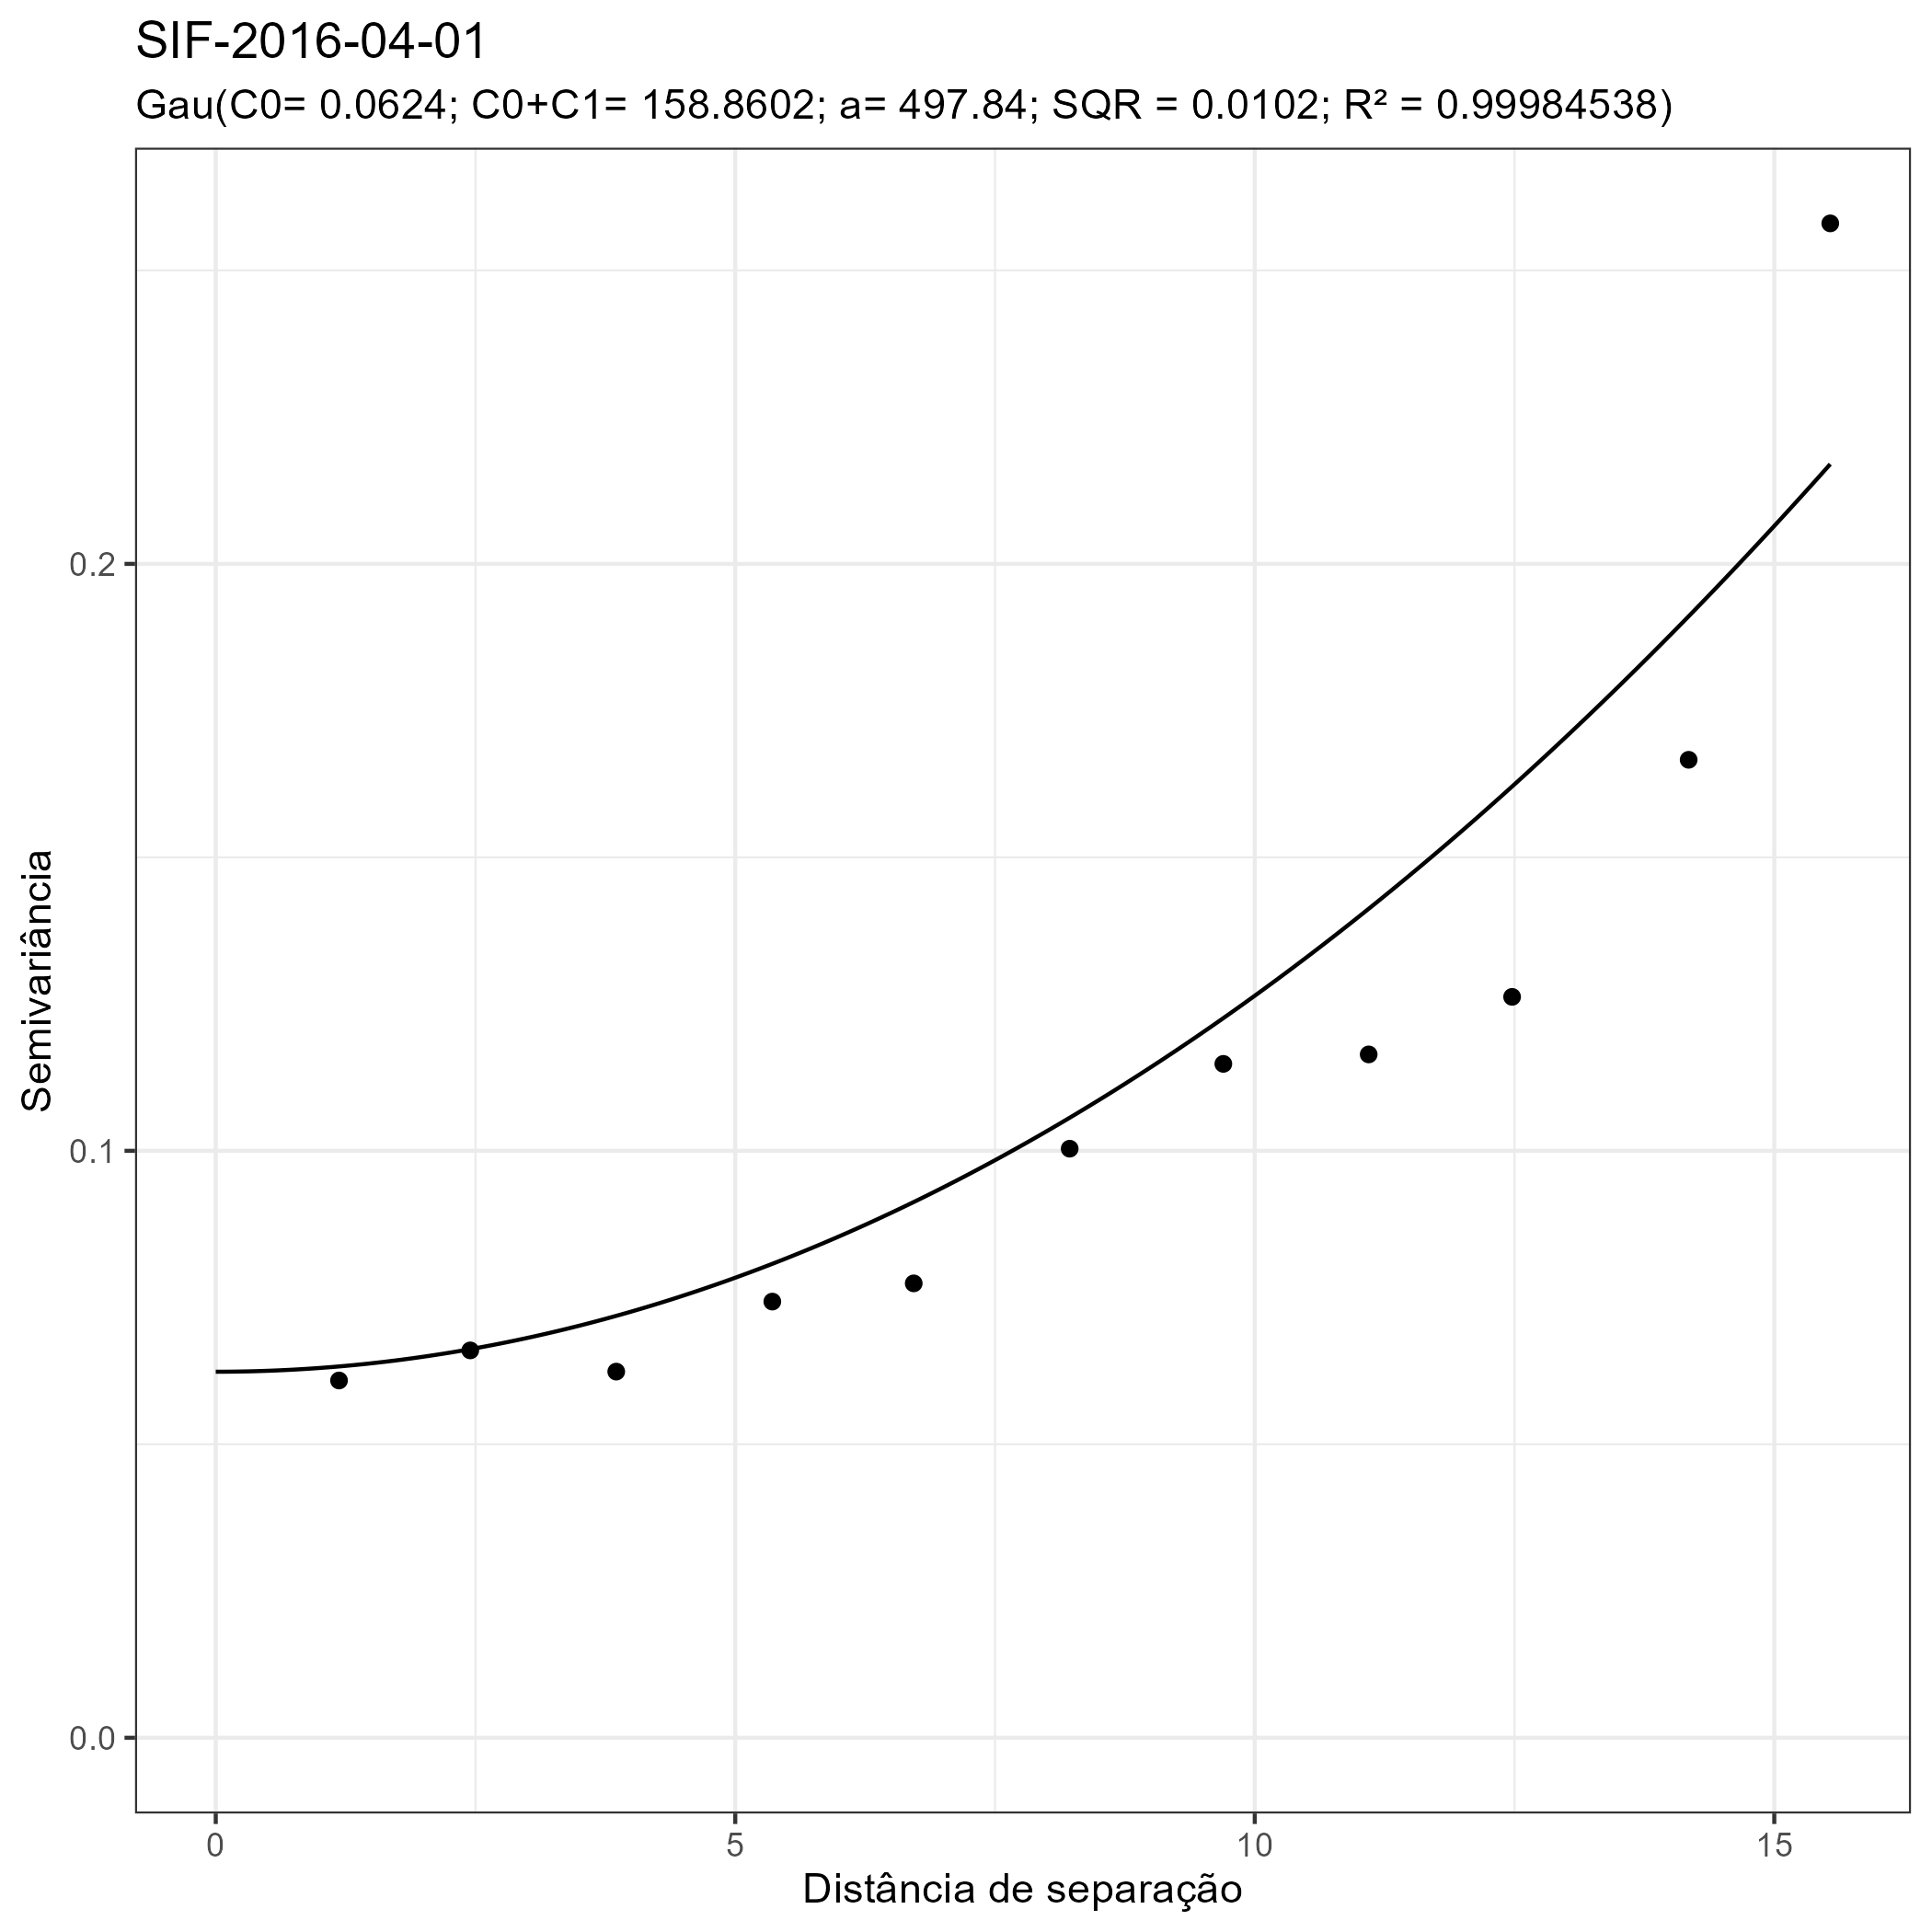 SIF-2016-04-01
Gau(C0= 0.0624; C0+C1= 158.8602; a= 497.84; SQR = 0.0102; R² = 0.99984538)
Semivariância
0.2
0.1
0.0
0
5
10
15
Distância de separação